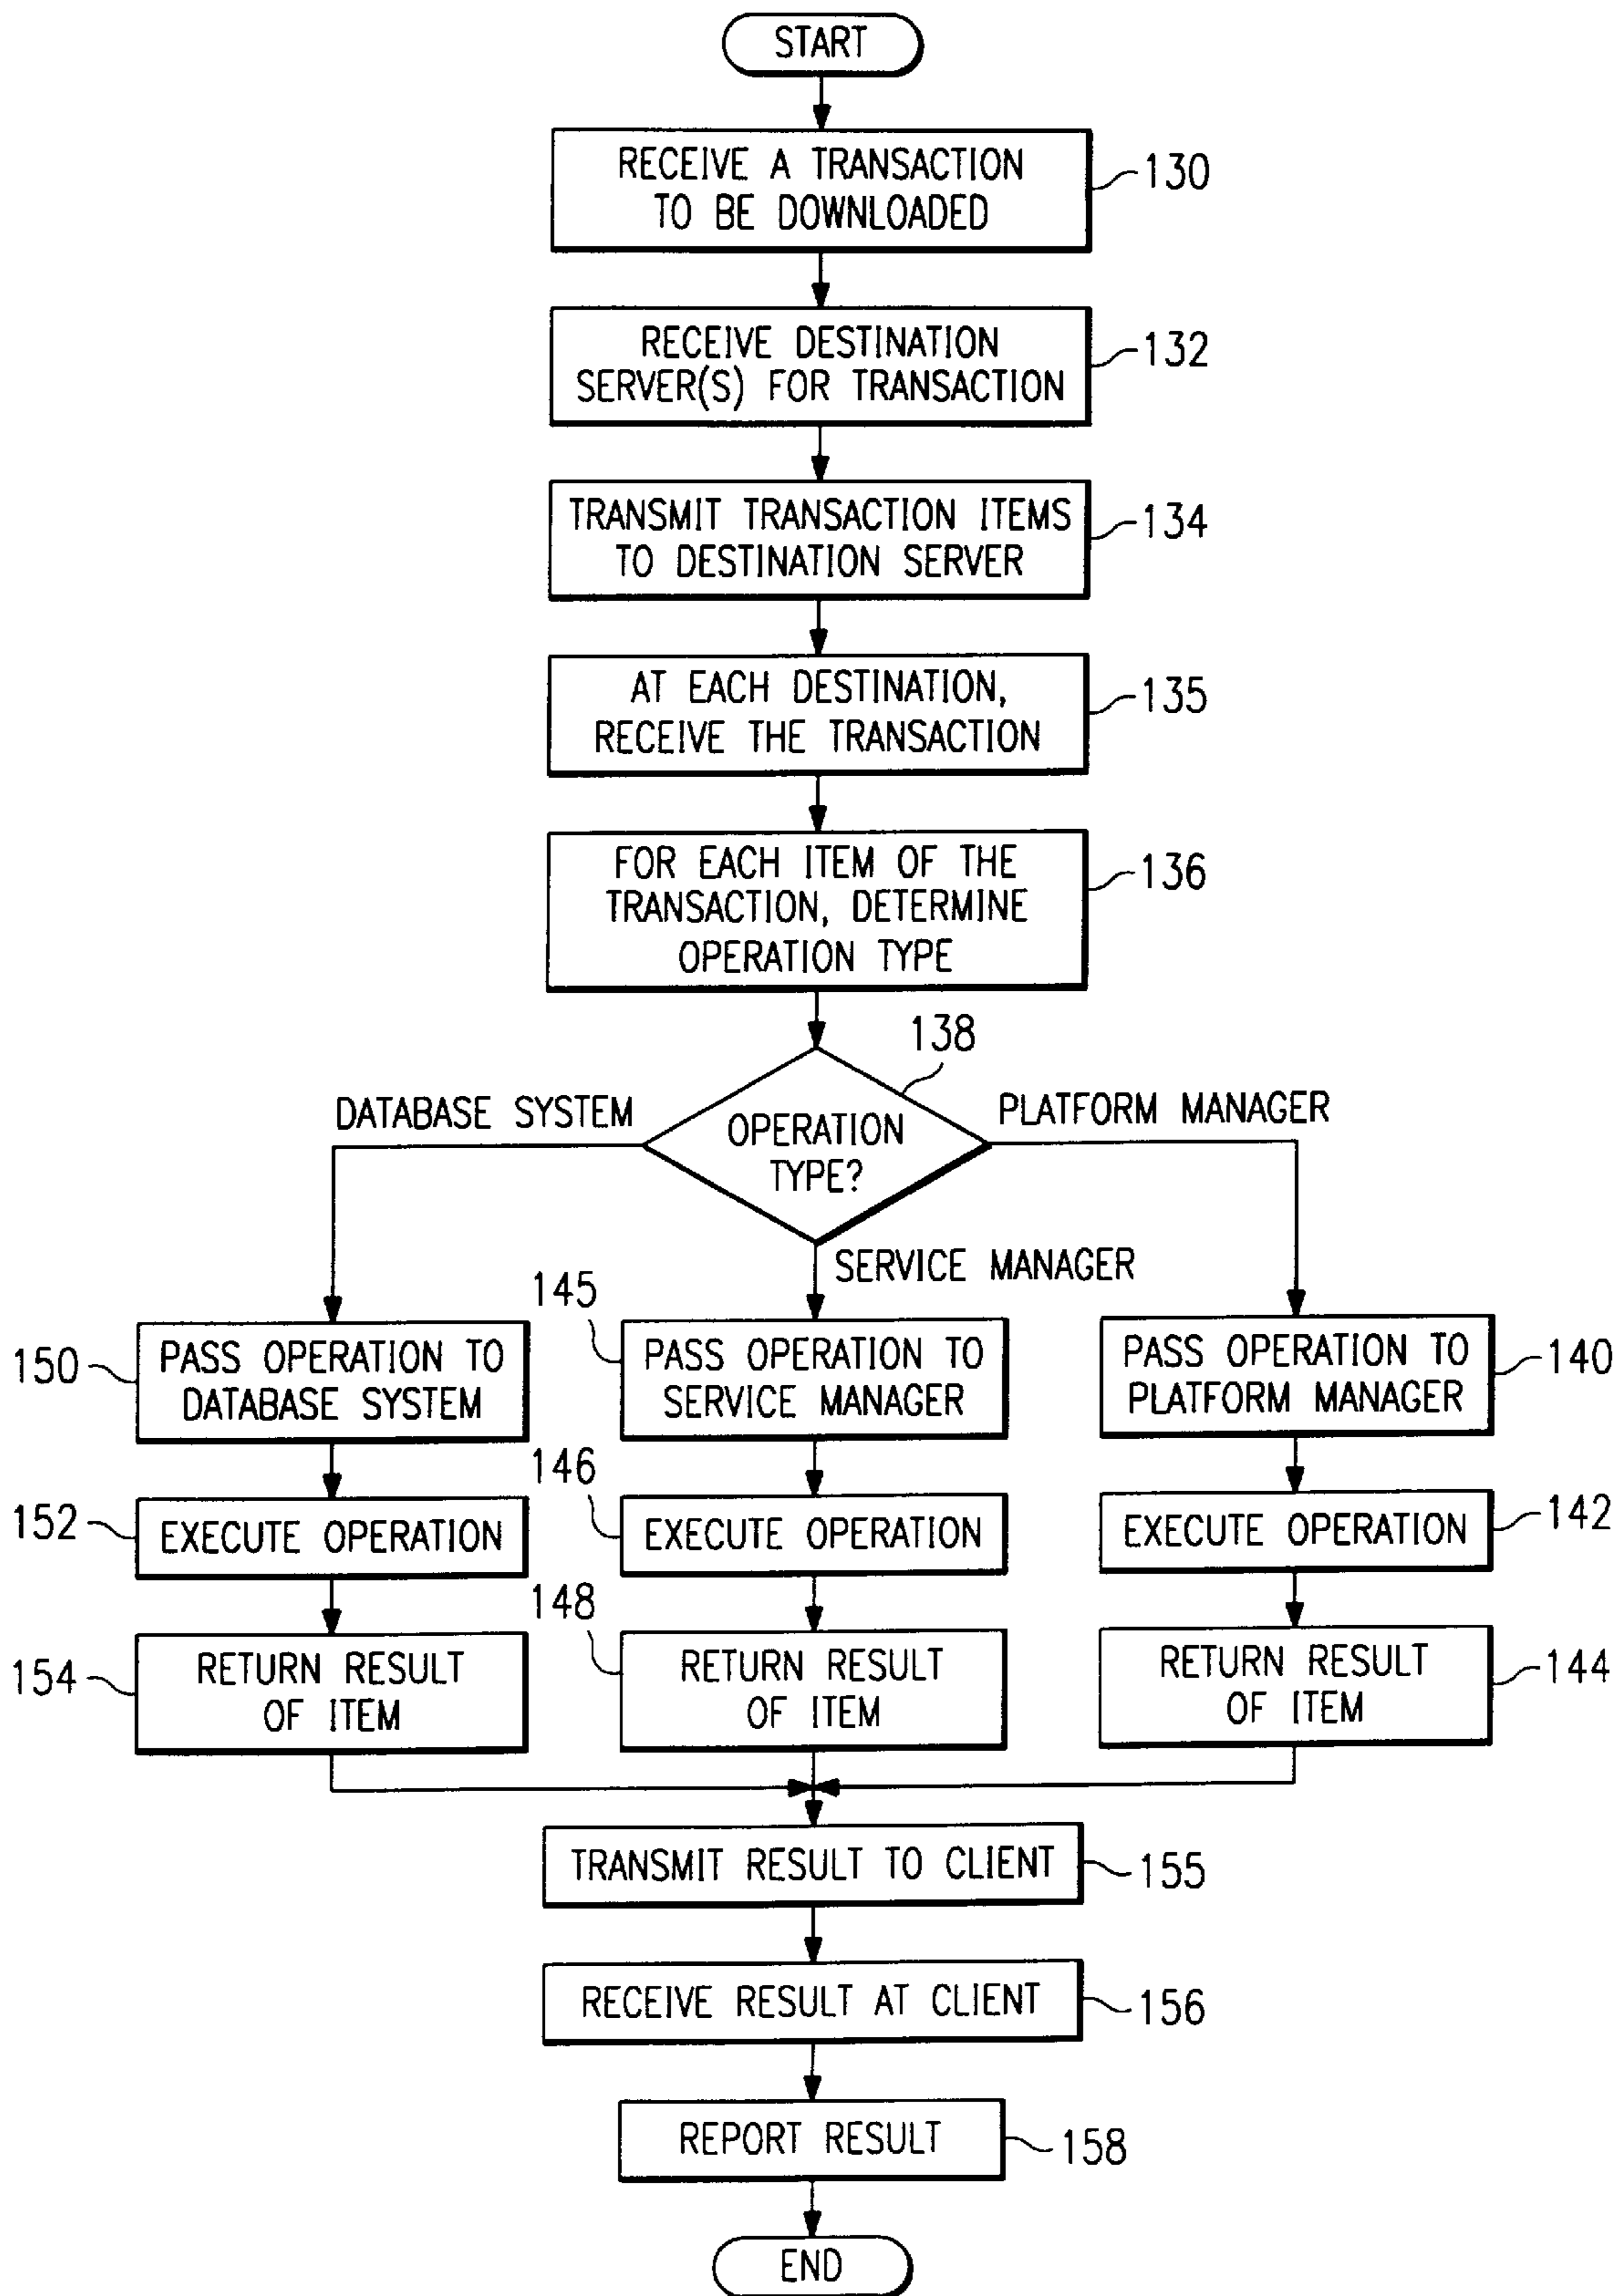 START
RECEIVE A TRANSACTION
TO BE DOWNLOADED
130
RECEIVE DESTINATION
SERVER(S) FOR TRANSACTION
132
TRANSMIT TRANSACTION ITEMS
TO DESTINATION SERVER
134
AT EACH DESTINATION,
RECEIVE THE TRANSACTION
135
FOR EACH ITEM OF THE
TRANSACTION, DETERMINE
OPERATION TYPE
136
138
DATABASE SYSTEM
OPERATION
TYPE?
PLATFORM MANAGER
SERVICE MANAGER
150
PASS OPERATION TO
DATABASE SYSTEM
145
PASS OPERATION TO
SERVICE MANAGER
PASS OPERATION TO
PLATFORM MANAGER
140
152
EXECUTE OPERATION
146
EXECUTE OPERATION
EXECUTE OPERATION
142
154
RETURN RESULT
OF ITEM
148
RETURN RESULT
OF ITEM
RETURN RESULT
OF ITEM
144
TRANSMIT RESULT TO CLIENT
155
RECEIVE RESULT AT CLIENT
156
REPORT RESULT
158
END